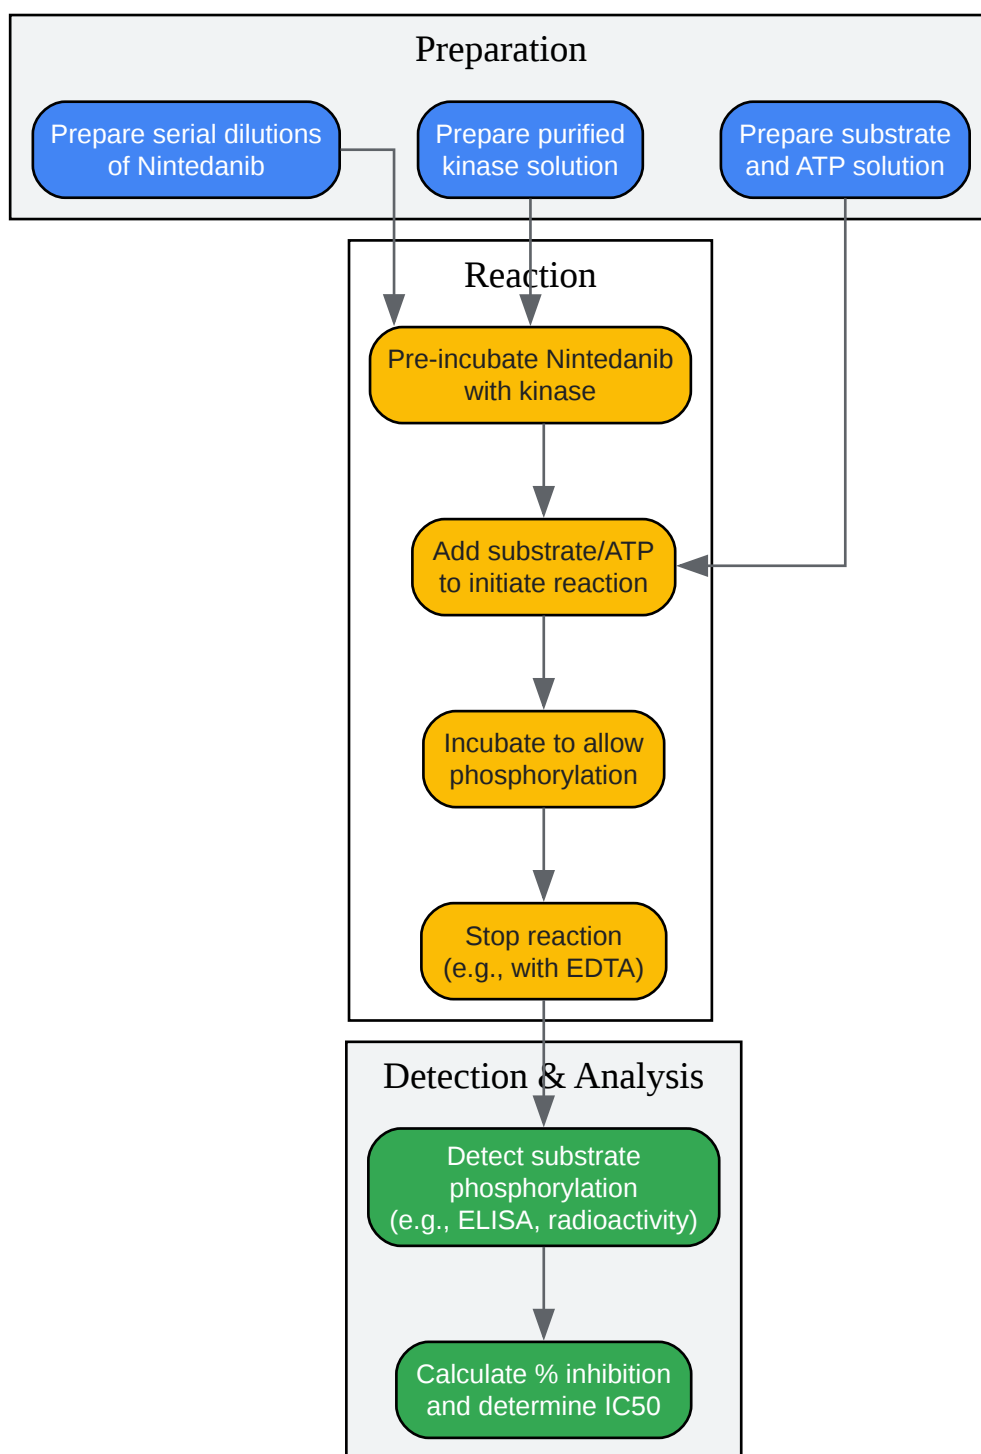 Preparation
Prepare serial dilutions
of Nintedanib
Prepare purified
kinase solution
Prepare substrate
and ATP solution
Reaction
Pre-incubate Nintedanib
with kinase
Add substrate/ATP
to initiate reaction
Incubate to allow
phosphorylation
Stop reaction
(e.g., with EDTA)
Detection & Analysis
Detect substrate
phosphorylation
(e.g., ELISA, radioactivity)
Calculate % inhibition
and determine IC50